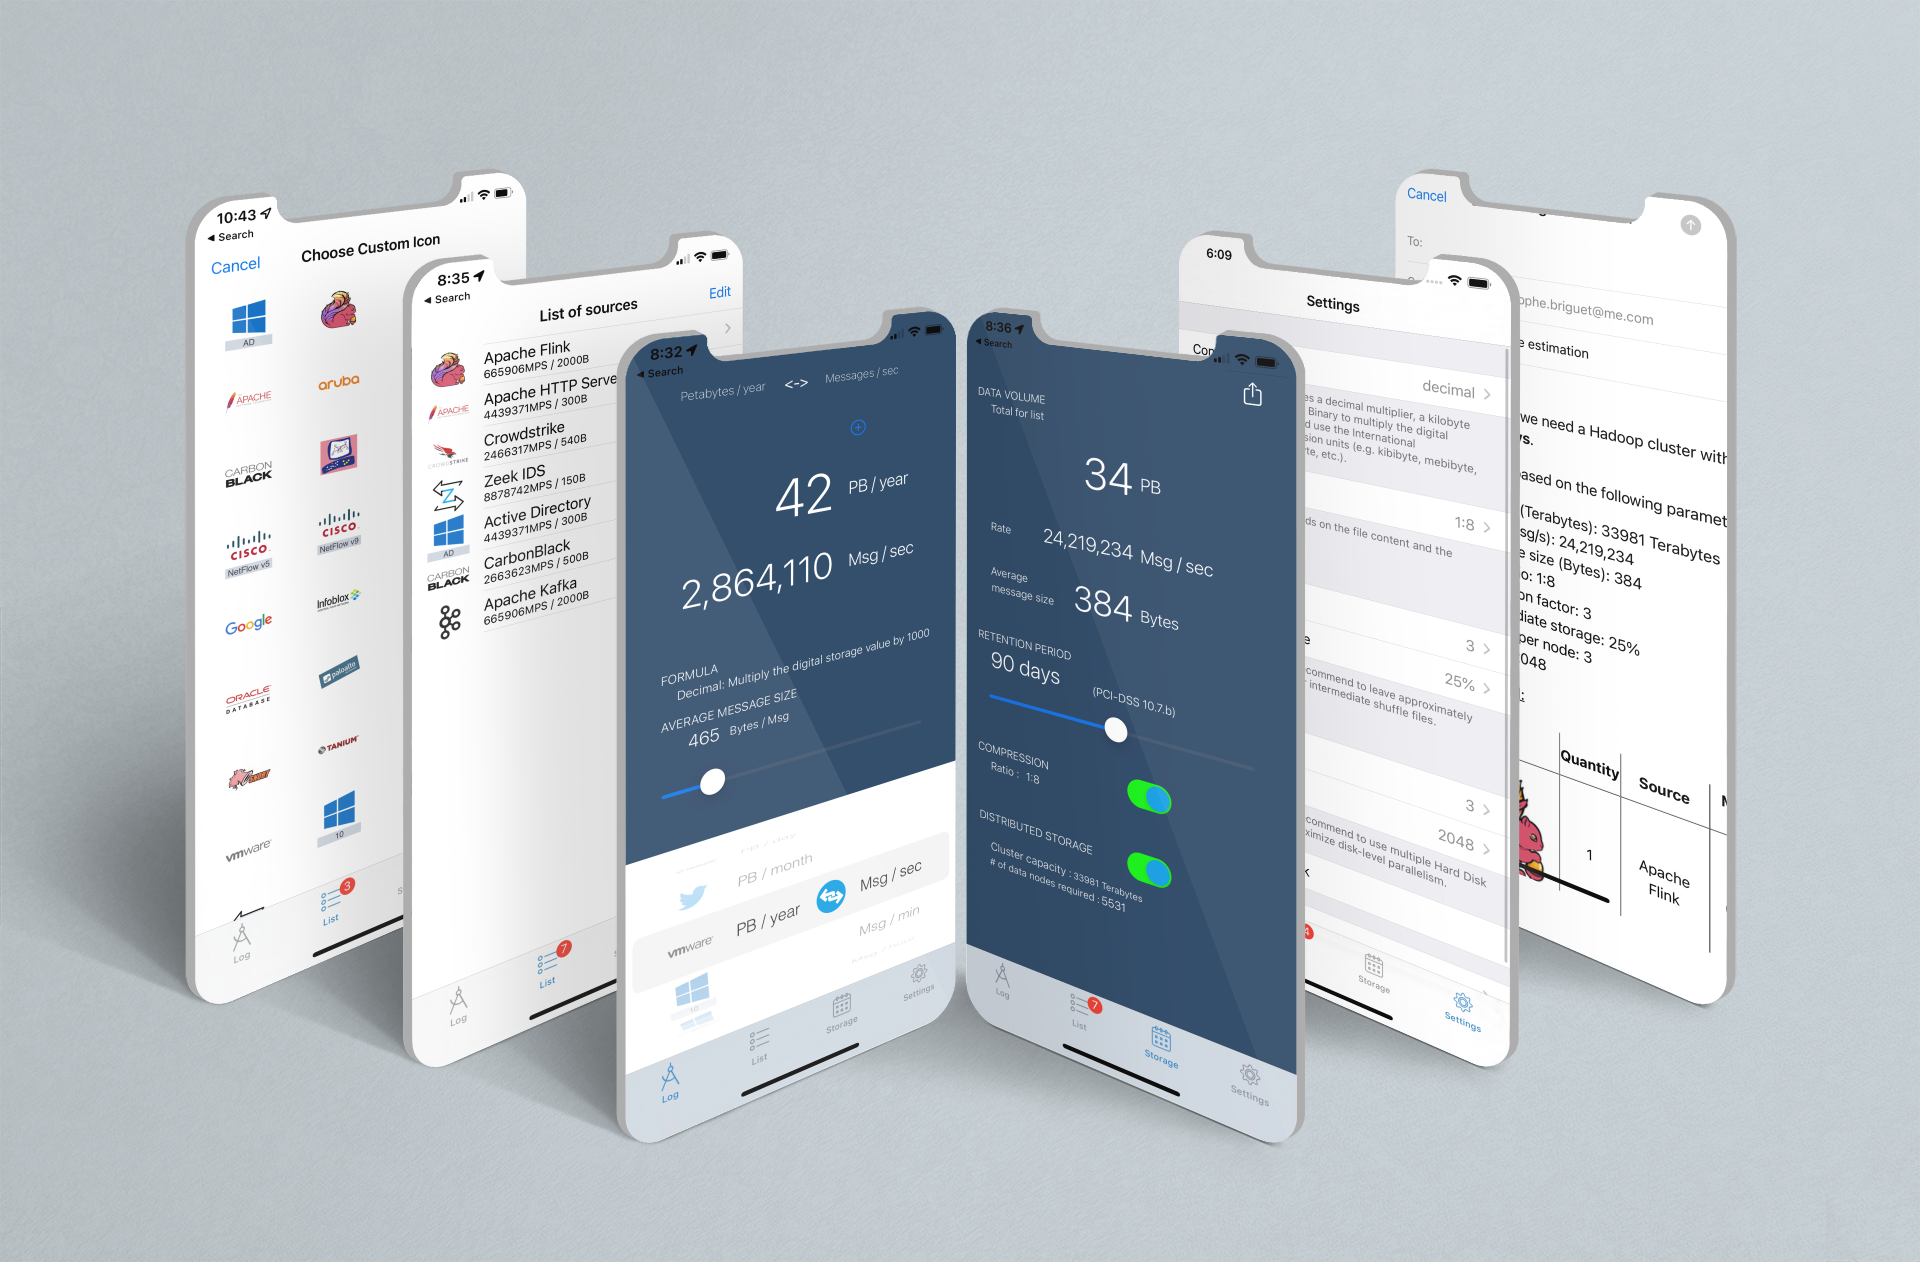 10:43
Search
Cancel
Choose Custom Icon
AD
APACHE
aruba
CARBON
BLACK
CISCO
NetFlow v5
CISCO
NetFlow v9
Google
Infoblox
ORACLE
DATABASE
paloalto
TANIUM
vmware
10
Log
3
List
8:35
Search
List of sources
Edit
Apache Flink
665906MPS / 2000B
APACHE
Apache HTTP Serve
4439371MPS / 300B
CROWDSTRIKE
Crowdstrike
2466317MPS / 540B
Zeek IDS
8878742MPS / 150B
AD
Active Directory
4439371MPS / 300B
CARBON
BLACK
CarbonBlack
2663623MPS / 500B
Apache Kafka
665906MPS / 2000B
Log
7
List
8:32
Search
Petabytes / year
<->
Messages / sec
42 PB / year
2,864,110 Msg / sec
FORMULA
Decimal: Multiply the digital storage value by 1000
AVERAGE MESSAGE SIZE
465 Bytes / Msg
PB / day
PB / month
vmware
PB / year
Msg / sec
Msg / min
10
Log
List
Storage
Settings
8:36
Search
DATA VOLUME
Total for list
34 PB
Rate
24,219,234 Msg / sec
Average
message size
384 Bytes
RETENTION PERIOD
90 days
(PCI-DSS 10.7.b)
COMPRESSION
Ratio : 1:8
DISTRIBUTED STORAGE
Cluster capacity : 33981 Terabytes
# of data nodes required : 5531
Log
7
List
Storage
Settings
6:09
Settings
decimal
es a decimal multiplier, a kilobyte
Binary to multiply the digital
d use the International
sion units (e.g. kibibyte, mebibyte,
te, etc.).
1:8
ds on the file content and the
3
25%
commend to leave approximately
r intermediate shuffle files.
3
2048
commend to use multiple Hard Disk
ximize disk-level parallelism.
4
Storage
Settings
Cancel
To:
ophe.briguet@me.com
e estimation
we need a Hadoop cluster with
s.
based on the following paramet
(Terabytes): 33981 Terabytes
sg/s): 24,219,234
e size (Bytes): 384
o: 1:8
on factor: 3
diate storage: 25%
per node: 3
048
Quantity
Source
1
Apache
Flink